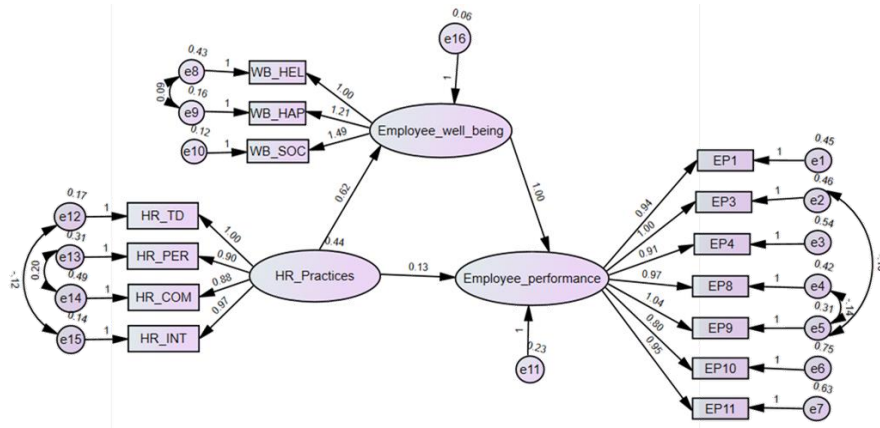 0.06
e16
1
0.43
e8
1
WB_HEL
1.00
0.09
0.16
e9
1
WB_HAP
1.21
0.12
e10
1
WB_SOC
1.49
Employee_well_being
0.62
1.00
0.17
e12
1
HR_TD
1.00
0.31
e13
1
HR_PER
0.90
0.20
-.12
0.49
e14
1
HR_COM
0.88
0.14
e15
1
HR_INT
0.97
0.44
HR_Practices
0.13
Employee_performance
1
0.23
e11
0.94
EP1
1
0.45
e1
1.00
EP3
1
0.46
e2
0.91
EP4
1
0.54
e3
0.97
EP8
1
0.42
e4
1.04
EP9
1
0.31
e5
-.14
0.80
EP10
1
0.75
e6
0.95
EP11
1
0.63
e7